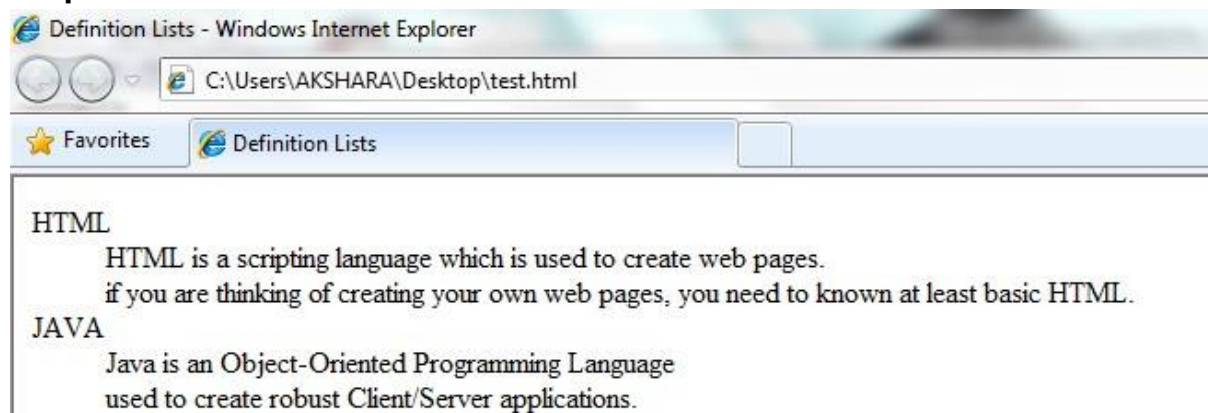 Definition Lists - Windows Internet Explorer
C:\Users\AKSHARA\Desktop\test.html
Favorites Definition Lists
HTML
HTML is a scripting language which is used to create web pages.
if you are thinking of creating your own web pages, you need to known at least basic HTML.
JAVA
Java is an Object-Oriented Programming Language
used to create robust Client/Server applications.